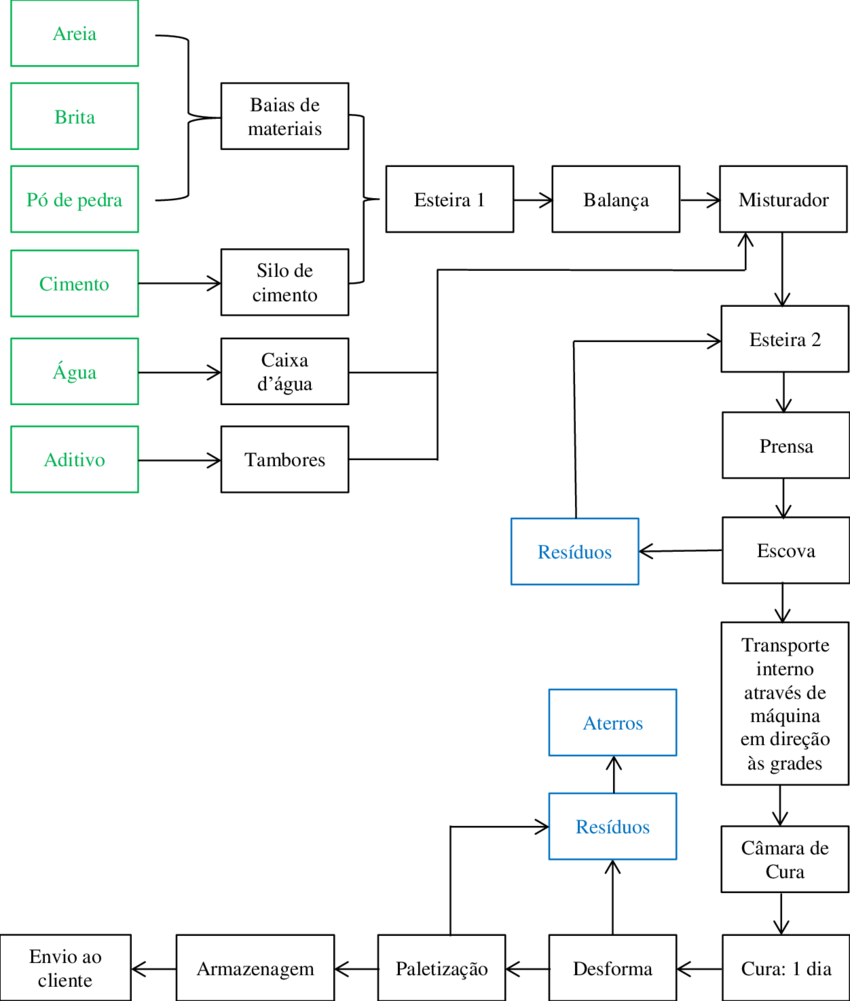 Areia
Brita
Baias de
materiais
Pó de pedra
Esteira 1
Balança
Misturador
Cimento
Silo de
cimento
Esteira 2
Água
Caixa
d’água
Aditivo
Tambores
Prensa
Resíduos
Escova
Transporte
interno
através de
máquina
em direção
às grades
Aterros
Resíduos
Câmara de
Cura
Envio ao
cliente
Armazenagem
Paletização
Desforma
Cura: 1 dia